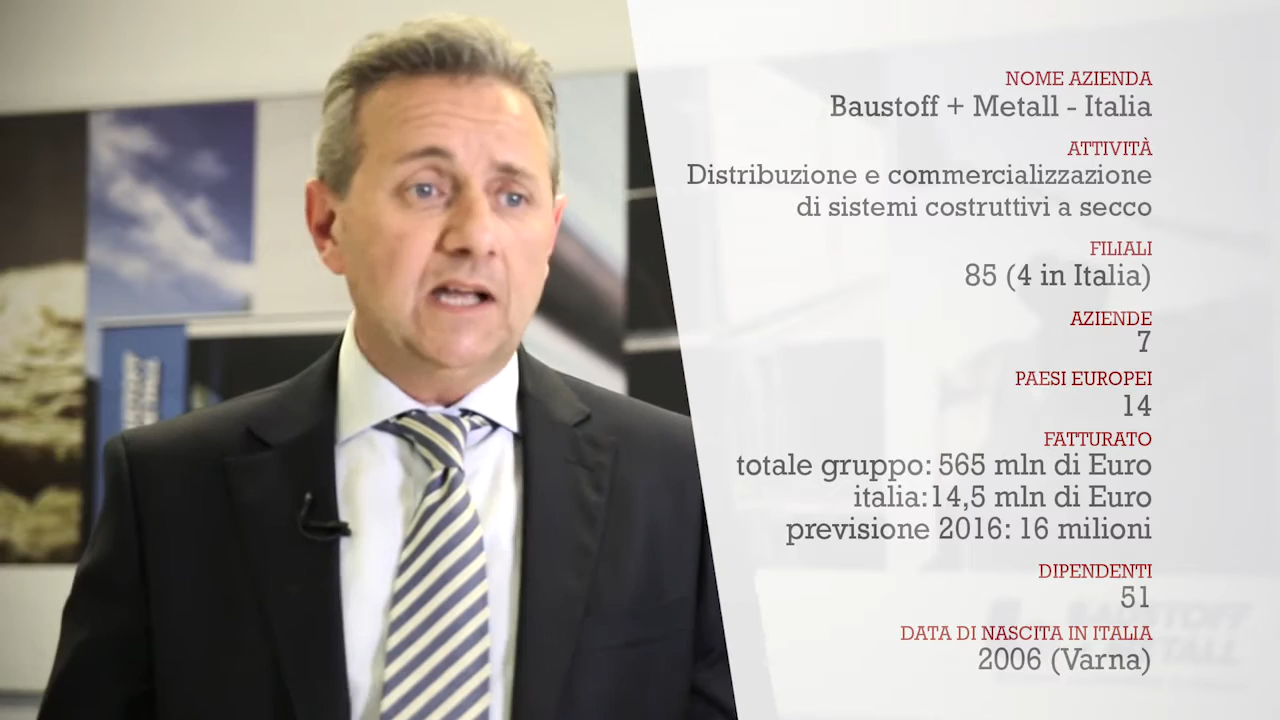 NOME AZIENDA
Baustoff + Metall - Italia
ATTIVITÀ
Distribuzione e commercializzazione
di sistemi costruttivi a secco
FILIALI
85 (4 in Italia)
AZIENDE
7
PAESI EUROPEI
14
FATTURATO
totale gruppo: 565 mln di Euro
italia:14,5 mln di Euro
previsione 2016: 16 milioni
DIPENDENTI
51
DATA DI NASCITA IN ITALIA
2006 (Varna)